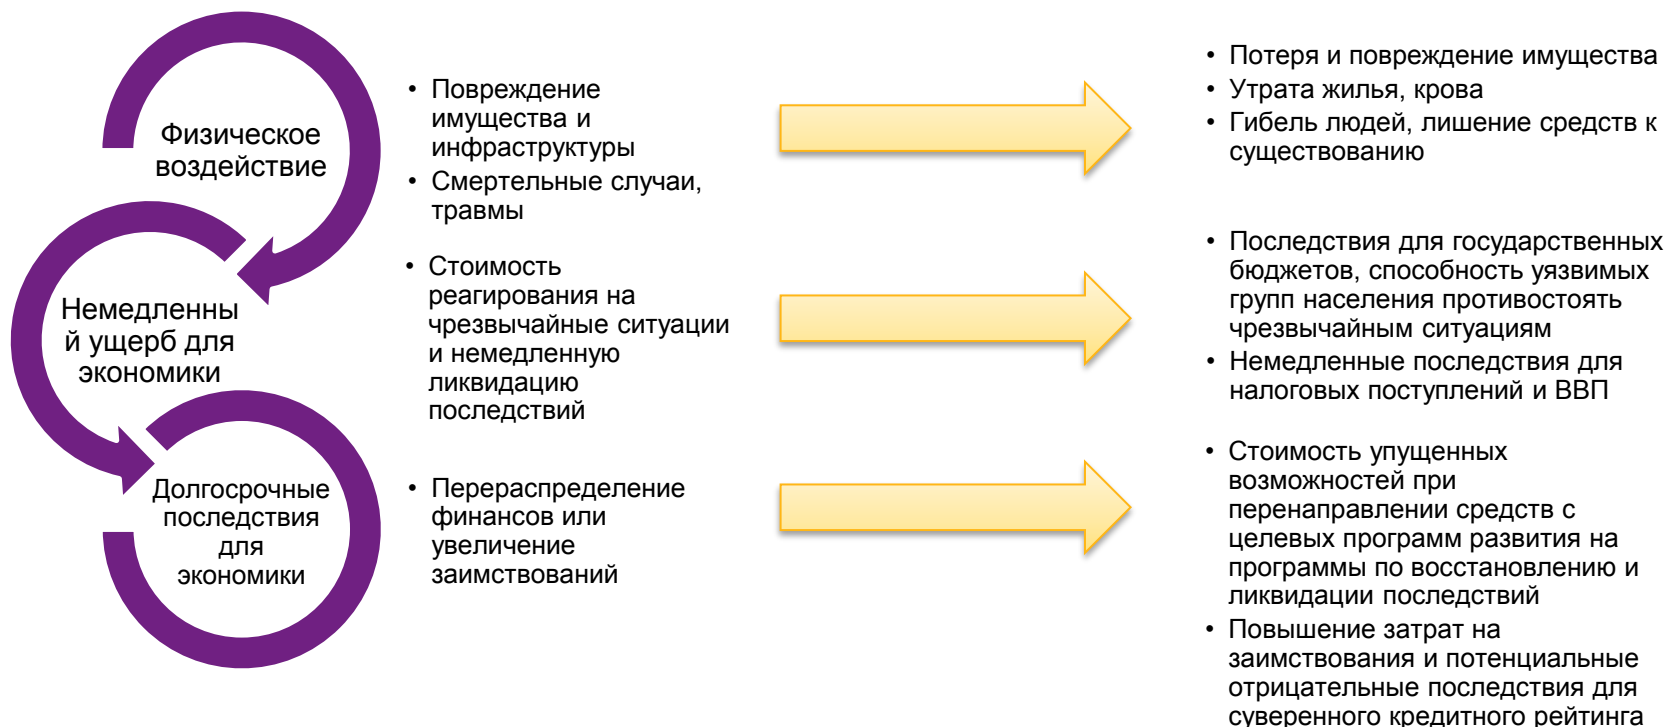 Физическое
воздействие
• Повреждение
имущества и
инфраструктуры
• Смертельные случаи,
травмы
• Потеря и повреждение имущества
• Утрата жилья, крова
• Гибель людей, лишение средств к
существованию
Немедленны
й ущерб для
экономики
• Стоимость
реагирования на
чрезвычайные ситуации
и немедленную
ликвидацию
последствий
• Последствия для государственных
бюджетов, способность уязвимых
групп населения противостоять
чрезвычайным ситуациям
• Немедленные последствия для
налоговых поступлений и ВВП
Долгосрочные
последствия
для
экономики
• Перераспределение
финансов или
увеличение
заимствований
• Стоимость упущенных
возможностей при
перенаправлении средств с
целевых программ развития на
программы по восстановлению и
ликвидации последствий
• Повышение затрат на
заимствования и потенциальные
отрицательные последствия для
суверенного кредитного рейтинга